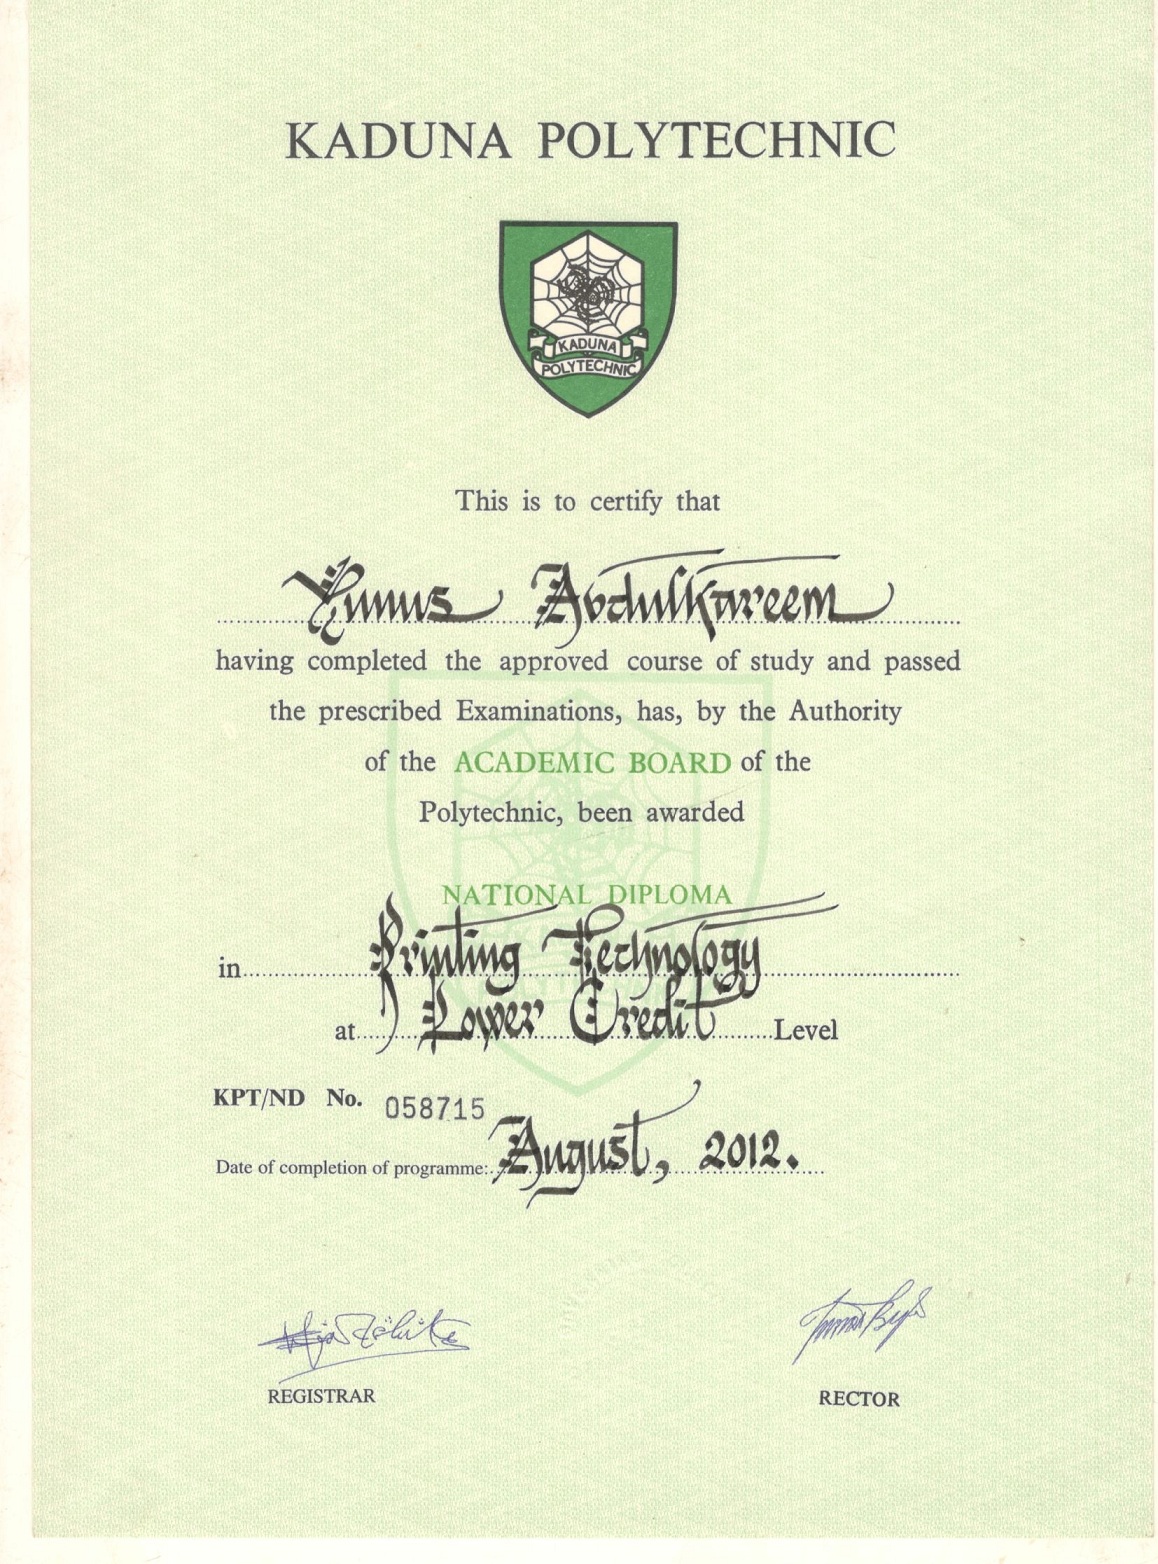 KADUNA POLYTECHNIC
KADUNA
POLYTECHNIC
This is to certify that
Yunus Abdulkareem
having completed the approved course of study and passed
the prescribed Examinations, has, by the Authority
of the ACADEMIC BOARD of the
Polytechnic, been awarded
NATIONAL DIPLOMA
in Printing Technology
at Lower Credit Level
KPT/ND No. 058715
Date of completion of programme: August, 2012.
REGISTRAR
RECTOR